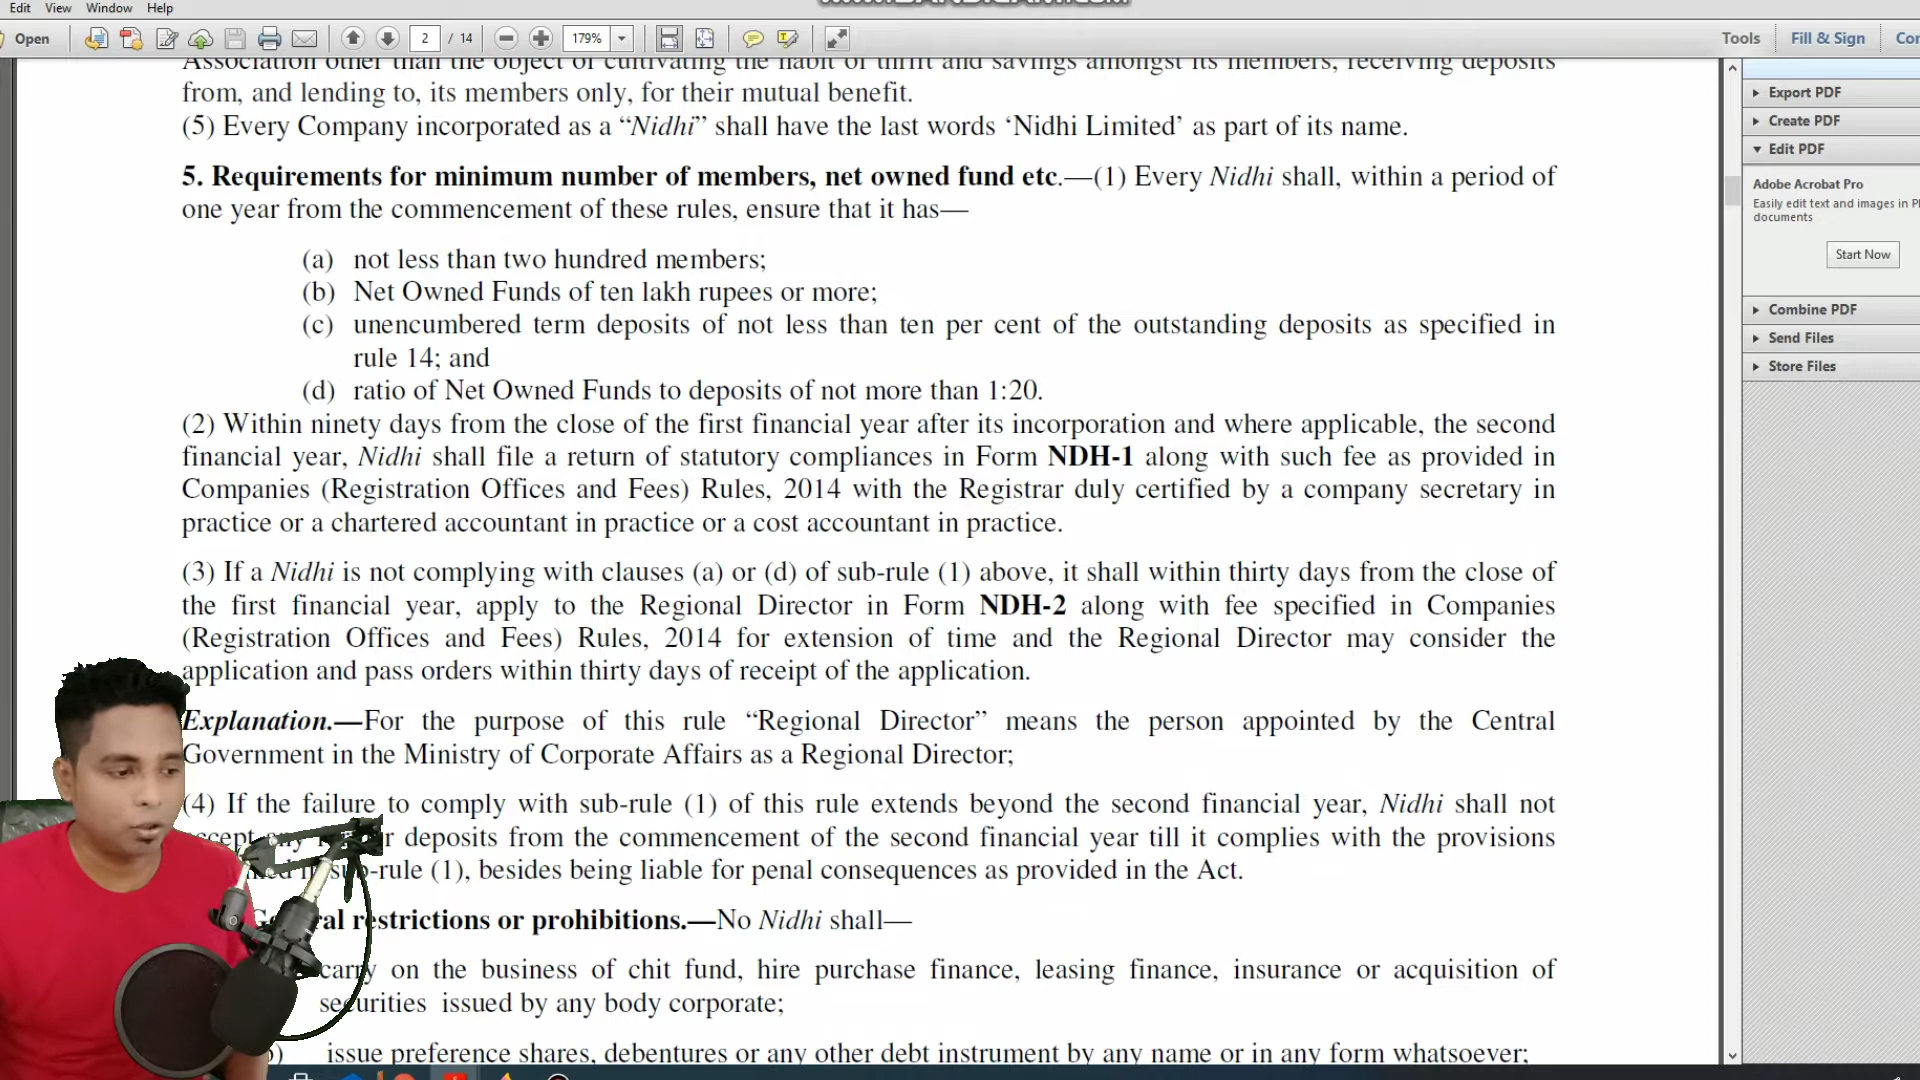 Edit View Window Help
Open 2 / 14 179% Tools Fill & Sign
Association other than the object of cultivating the habit of thrift and savings amongst its members, receiving deposits
from, and lending to, its members only, for their mutual benefit.
(5) Every Company incorporated as a “Nidhi” shall have the last words ‘Nidhi Limited’ as part of its name.
5. Requirements for minimum number of members, net owned fund etc.—(1) Every Nidhi shall, within a period of
one year from the commencement of these rules, ensure that it has—
(a) not less than two hundred members;
(b) Net Owned Funds of ten lakh rupees or more;
(c) unencumbered term deposits of not less than ten per cent of the outstanding deposits as specified in
rule 14; and
(d) ratio of Net Owned Funds to deposits of not more than 1:20.
(2) Within ninety days from the close of the first financial year after its incorporation and where applicable, the second
financial year, Nidhi shall file a return of statutory compliances in Form NDH-1 along with such fee as provided in
Companies (Registration Offices and Fees) Rules, 2014 with the Registrar duly certified by a company secretary in
practice or a chartered accountant in practice or a cost accountant in practice.
(3) If a Nidhi is not complying with clauses (a) or (d) of sub-rule (1) above, it shall within thirty days from the close of
the first financial year, apply to the Regional Director in Form NDH-2 along with fee specified in Companies
(Registration Offices and Fees) Rules, 2014 for extension of time and the Regional Director may consider the
application and pass orders within thirty days of receipt of the application.
Explanation.—For the purpose of this rule “Regional Director” means the person appointed by the Central
Government in the Ministry of Corporate Affairs as a Regional Director;
(4) If the failure to comply with sub-rule (1) of this rule extends beyond the second financial year, Nidhi shall not
deposits from the commencement of the second financial year till it complies with the provisions
sub-rule (1), besides being liable for penal consequences as provided in the Act.
restrictions or prohibitions.—No Nidhi shall—
carry on the business of chit fund, hire purchase finance, leasing finance, insurance or acquisition of
securities issued by any body corporate;
issue preference shares, debentures or any other debt instrument by any name or in any form whatsoever;
Export PDF
Create PDF
Edit PDF
Adobe Acrobat Pro
Easily edit text and images in
documents
Start Now
Combine PDF
Send Files
Store Files